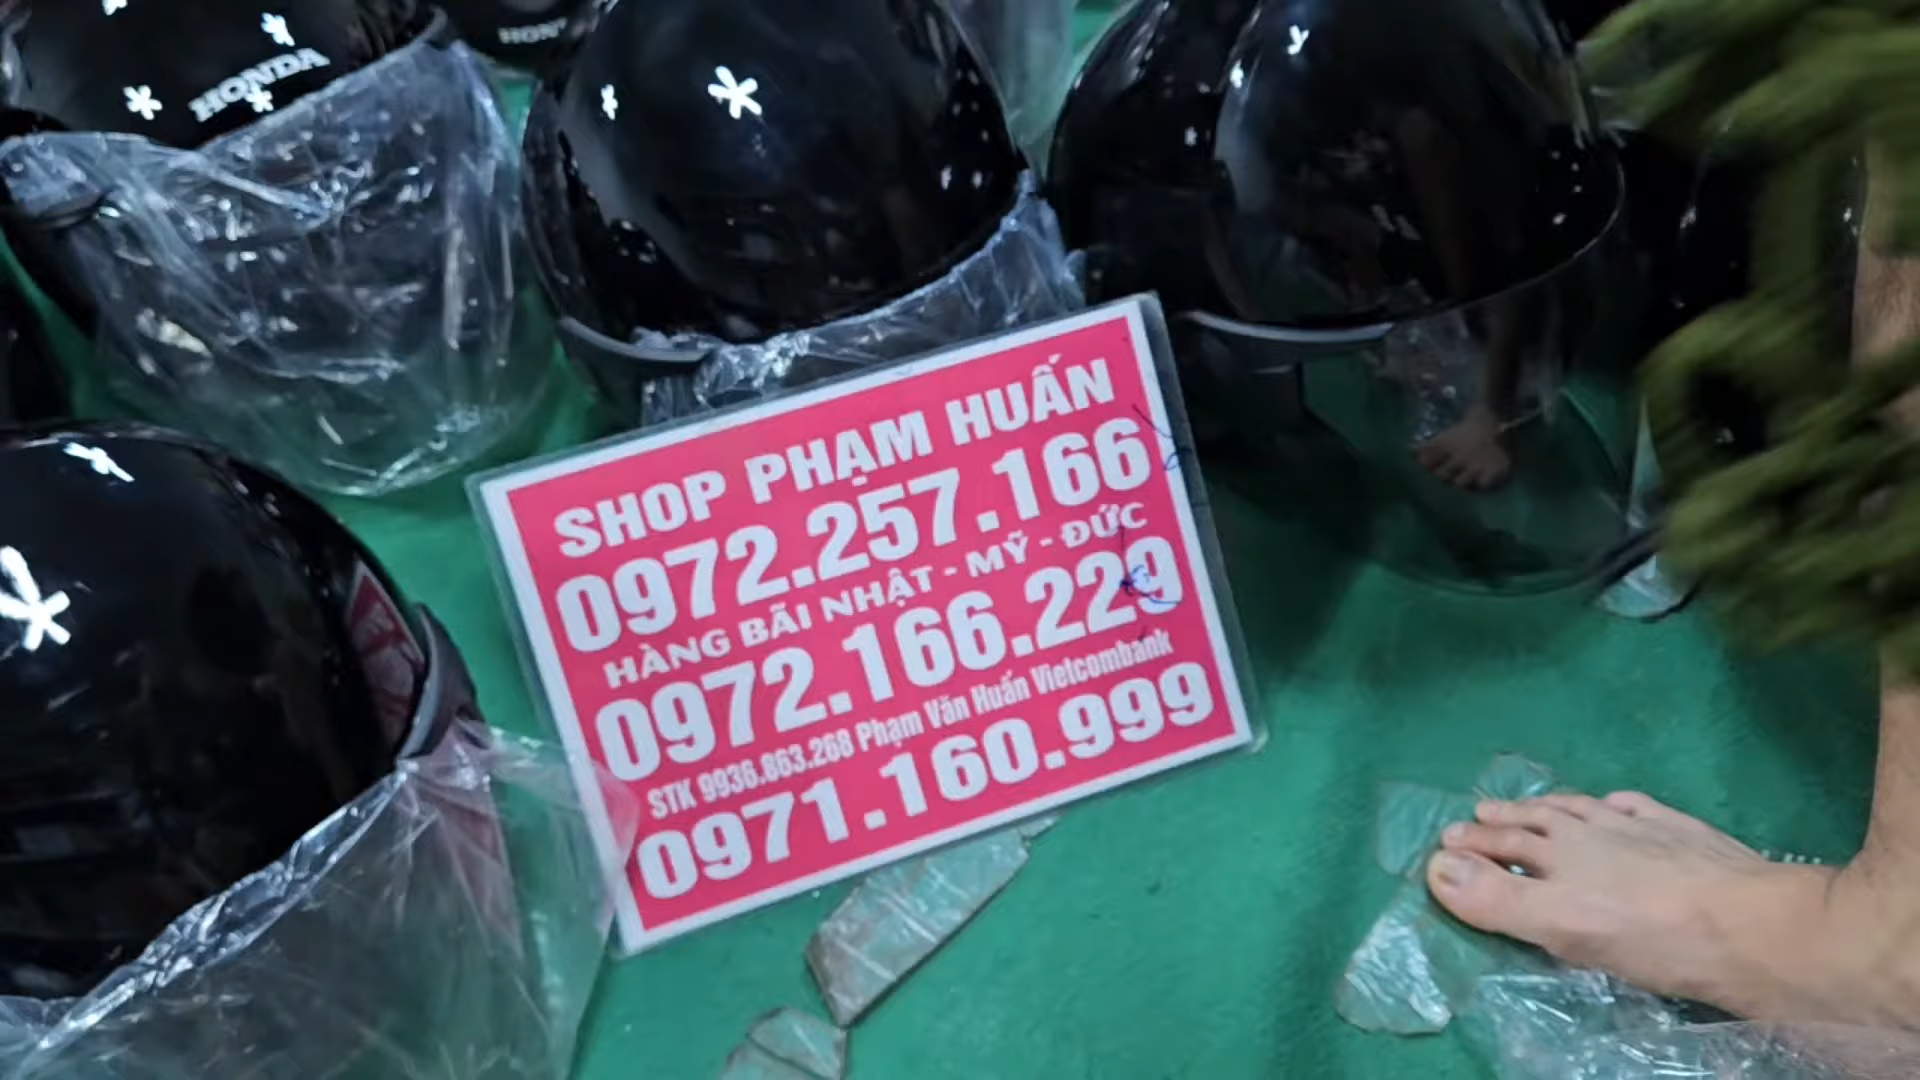 HONDA
HON
SHOP PHẠM HUẤN
0972.257.166
HÀNG BÃI NHẬT - MỸ - ĐỨC
0972.166.229
STK 9936.863.268 Phạm Văn Huấn Vietcombank
0971.160.999